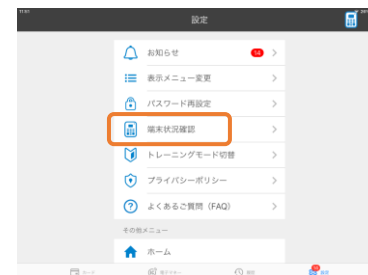 設定
お知らせ 14
表示メニュー変更
パスワード再設定
端末状況確認
トレーニングモード切替
プライバシーポリシー
よくあるご質問（FAQ）
その他メニュー
ホーム
設定